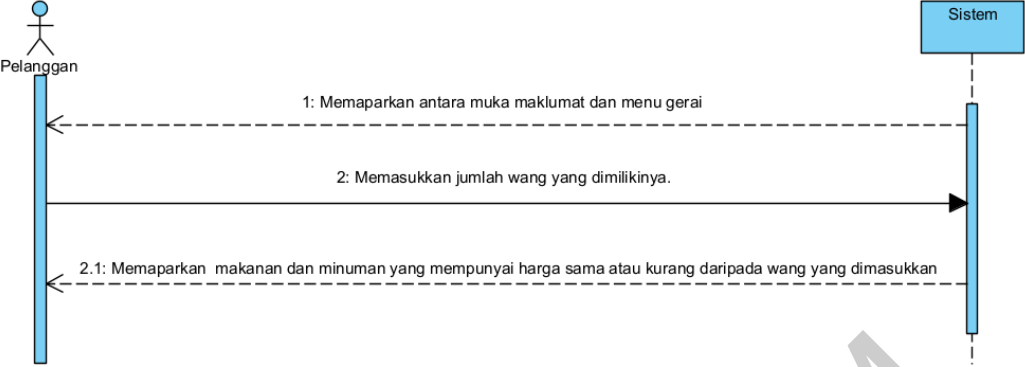 Sistem
Pelanggan
1: Memaparkan antara muka maklumat dan menu gerai
2: Memasukkan jumlah wang yang dimilikinya.
2.1: Memaparkan  makanan dan minuman yang mempunyai harga sama atau kurang daripada wang yang dimasukkan